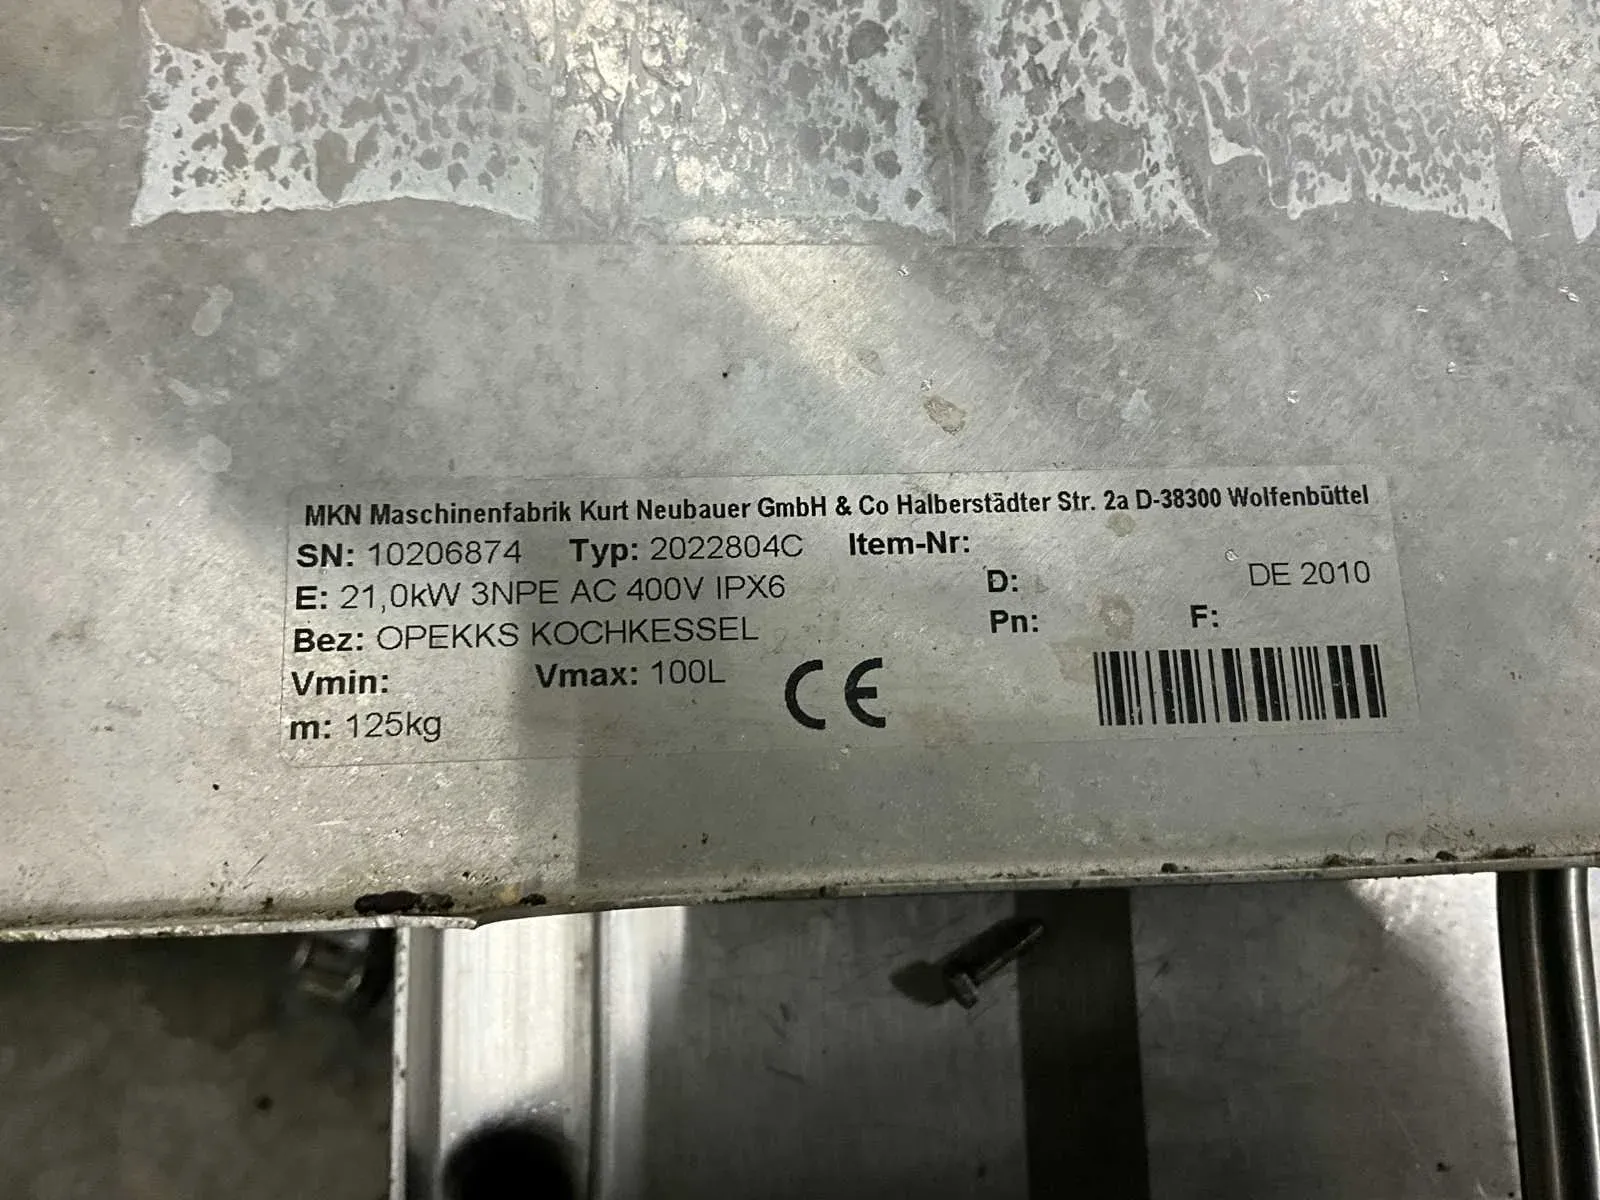 MKN Maschinenfabrik Kurt Neubauer GmbH & Co Halberstädter Str. 2a D-38300 Wolfenbüttel
SN: 10206874 Typ: 2022804C Item-Nr:
E: 21,0kW 3NPE AC 400V IPX6 D: DE 2010
Bez: OPEKKS KOCHKESSEL Pn: F:
Vmin: Vmax: 100L CE
m: 125kg